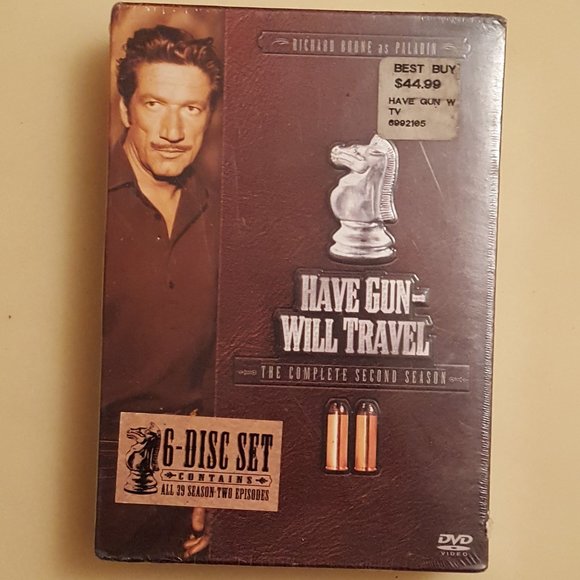 RICHARD BOONE as PALADIN
BEST BUY
$44.99
HAVE GUN W
TV
6992105
HAVE GUN-
WILL TRAVEL
THE COMPLETE SECOND SEASON
6-DISC SET
CONTAINS
ALL 39 SEASON TWO EPISODES
DVD
VIDEO